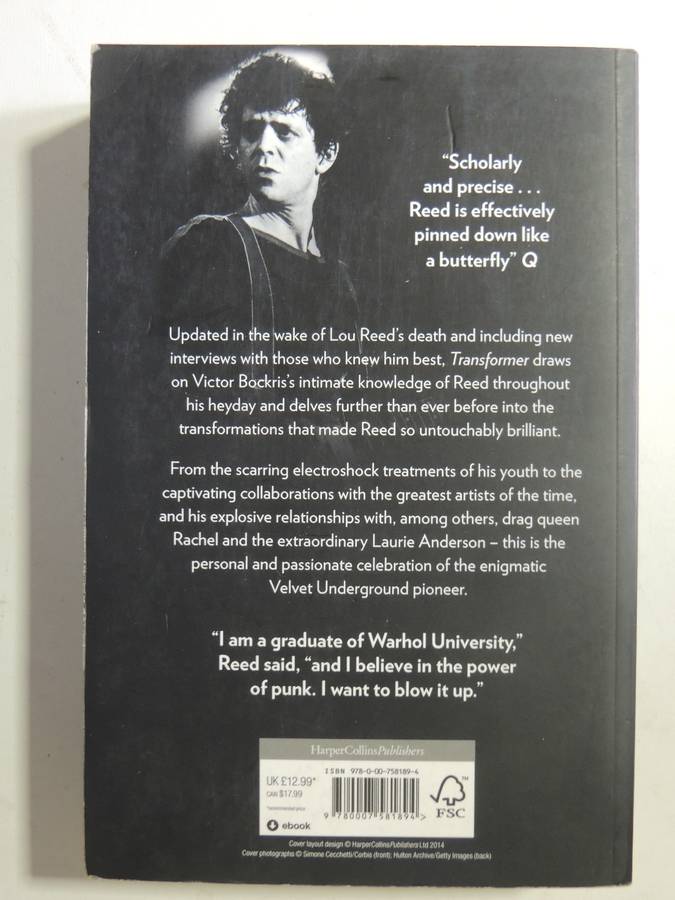 “Scholarly
and precise . . .
Reed is effectively
pinned down like
a butterfly” Q
Updated in the wake of Lou Reed’s death and including new
interviews with those who knew him best, Transformer draws
on Victor Bockris’s intimate knowledge of Reed throughout
his heyday and delves further than ever before into the
transformations that made Reed so untouchably brilliant.
From the scarring electroshock treatments of his youth to the
captivating collaborations with the greatest artists of the time,
and his explosive relationships with, among others, drag queen
Rachel and the extraordinary Laurie Anderson – this is the
personal and passionate celebration of the enigmatic
Velvet Underground pioneer.
“I am a graduate of Warhol University,”
Reed said, “and I believe in the power
of punk. I want to blow it up.”
HarperCollinsPublishers
ISBN 978-0-00-758189-4
UK £12.99*
CAN $17.99
*recommended price
ebook
9 780007 581894 >
FSC
TM
Cover layout design © HarperCollinsPublishers Ltd 2014
Cover photographs © Simone Cecchetti/Corbis (front); Hulton Archive/Getty Images (back)